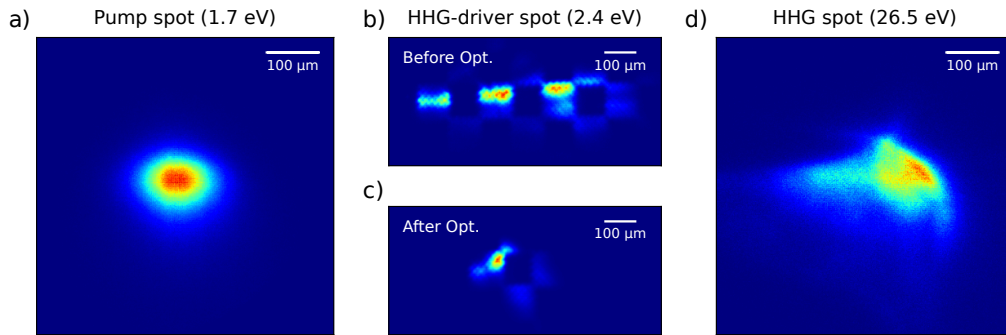 a)
Pump spot (1.7 eV)
100 µm
b)
HHG-driver spot (2.4 eV)
Before Opt.
100 µm
c)
After Opt.
100 µm
d)
HHG spot (26.5 eV)
100 µm